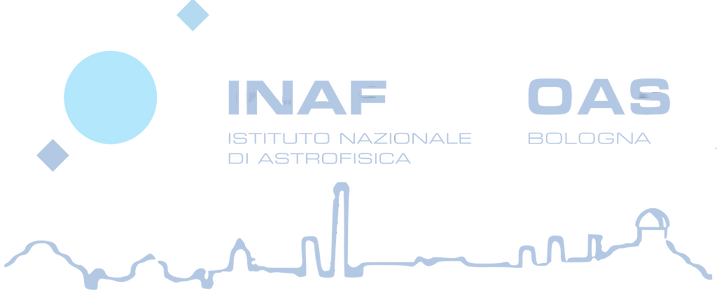 INAF OAS
ISTITUTO NAZIONALE BOLOGNA
DI ASTROFISICA